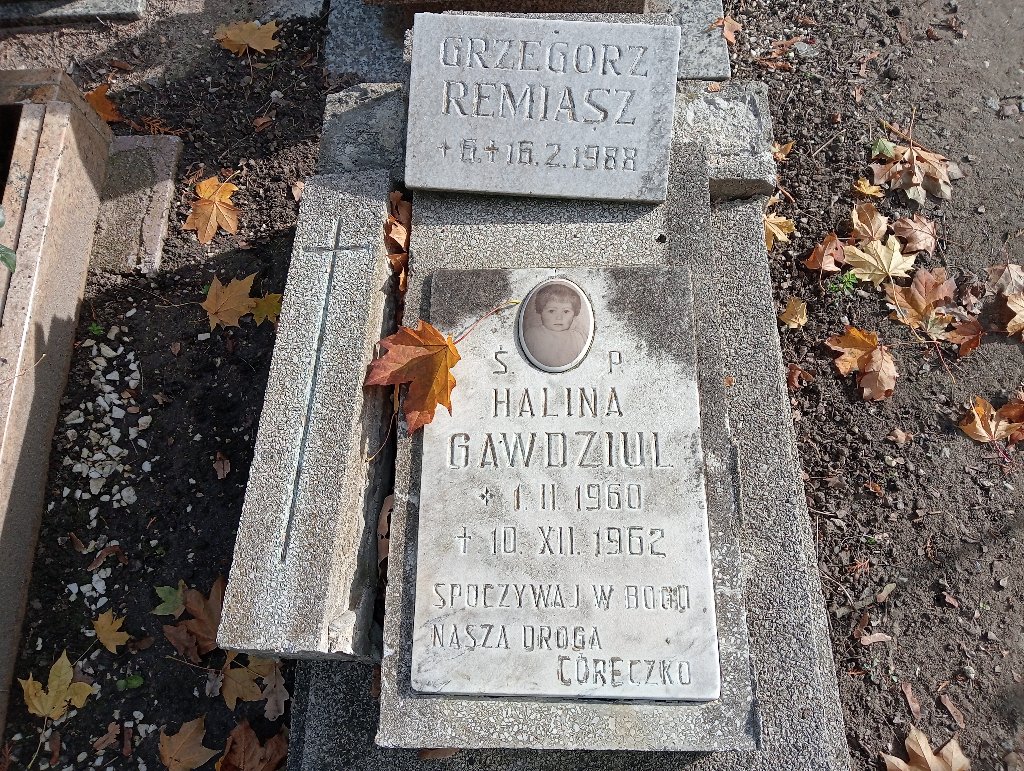 GRZEGORZ
REMIASZ
+ 6. + 16. 2. 1988
Ś. P.
HALINA
GAWDZIUL
+ 1. II. 1960
+ 10. XII. 1962
SPOCZYWAJ W BOGU
NASZA DROGA
CÓRECZKO